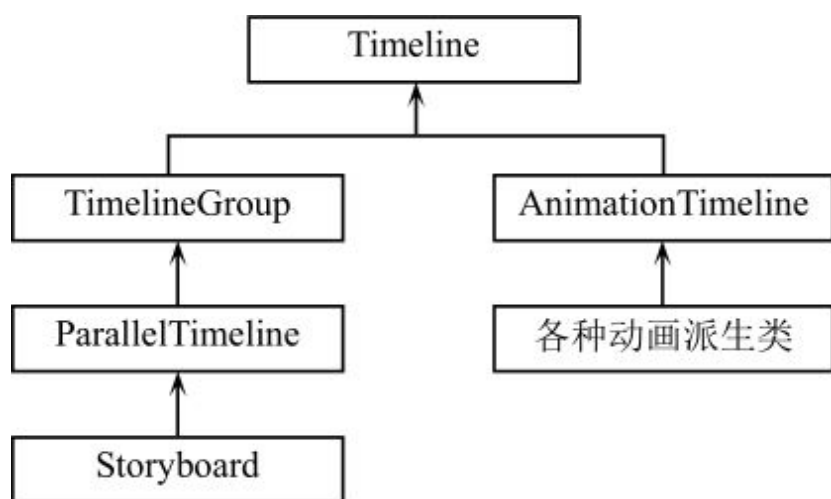 Timeline
TimelineGroup
AnimationTimeline
ParallelTimeline
各种动画派生类
Storyboard